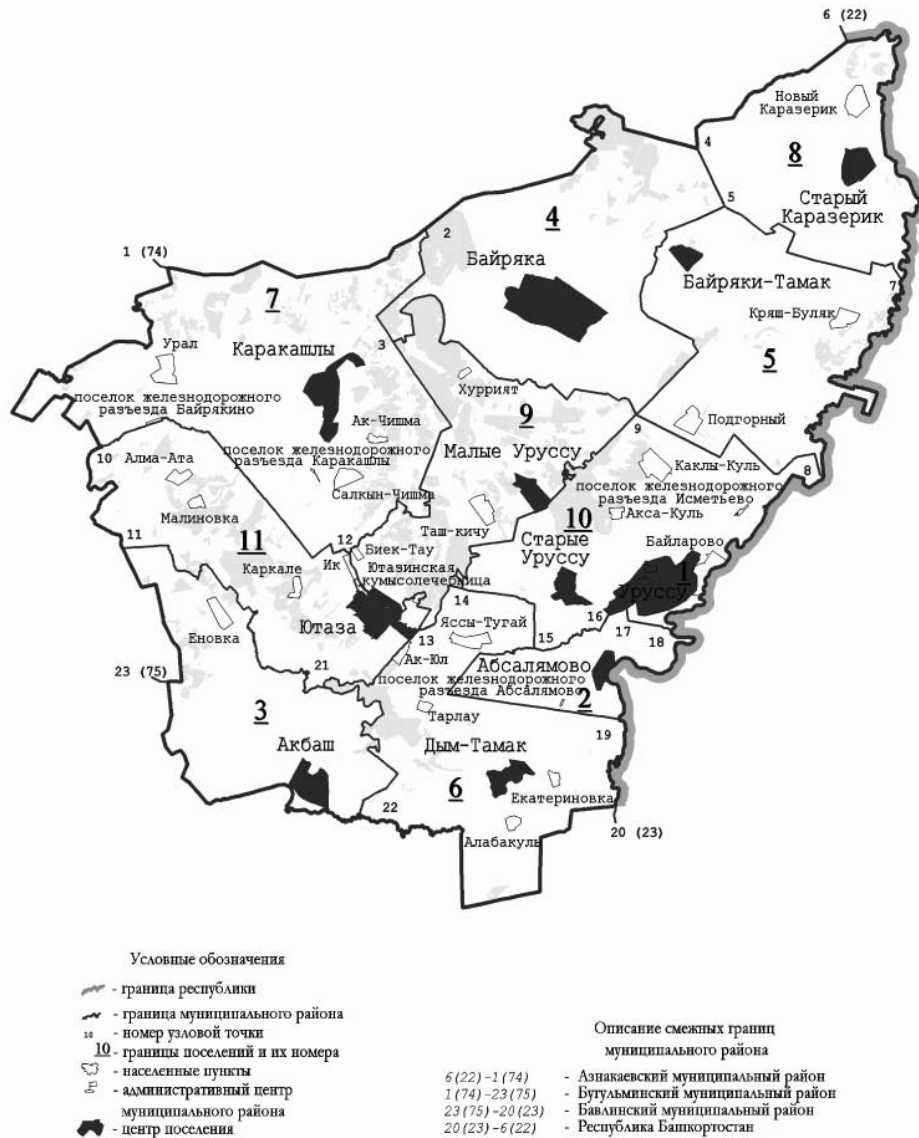 6 (22)
Новый
Каразерик
4
8
Старый
Каразерик
5
4
2
Байряка
1 (74)
7
Байряки-Тамак
7
Кряш-Буляк
5
3
Урал
Каракашлы
Хуррият
поселок железнодорожного
разъезда Байрякино
Ак-Чишма
9
Подгорный
9
10
поселок железнодорожного
разъезда Каракашлы
Малые Уруссу
Алма-Ата
Каклы-Куль
8
поселок железнодорожного
разъезда Исметьево
Салкын-Чишма
Малиновка
Акса-Куль
10
11
Таш-кичу
Старые
Уруссу
11
12
Биек-Тау
Байларово
Ик
Ютазинская
кумысолечебница
Каркале
1
Уруссу
14
16
Ютаза
Яссы-Тугай
17
Еновка
13
15
18
Ак-Юл
Абсалямово
21
23 (75)
поселок железнодорожного
разъезда Абсалямово
2
3
Тарлау
19
Акбаш
Дым-Тамак
6
Екатериновка
22
20 (23)
Алабакуль
Условные обозначения
- граница республики
- граница муниципального района
10 - номер узловой точки
10 - границы поселений и их номера
- населенные пункты
- административный центр
муниципального района
- центр поселения
Описание смежных границ
муниципального района
6(22)-1(74) - Азнакаевский муниципальный район
1(74)-23(75) - Бугульминский муниципальный район
23(75)-20(23) - Бавлинский муниципальный район
20(23)-6(22) - Республика Башкортостан